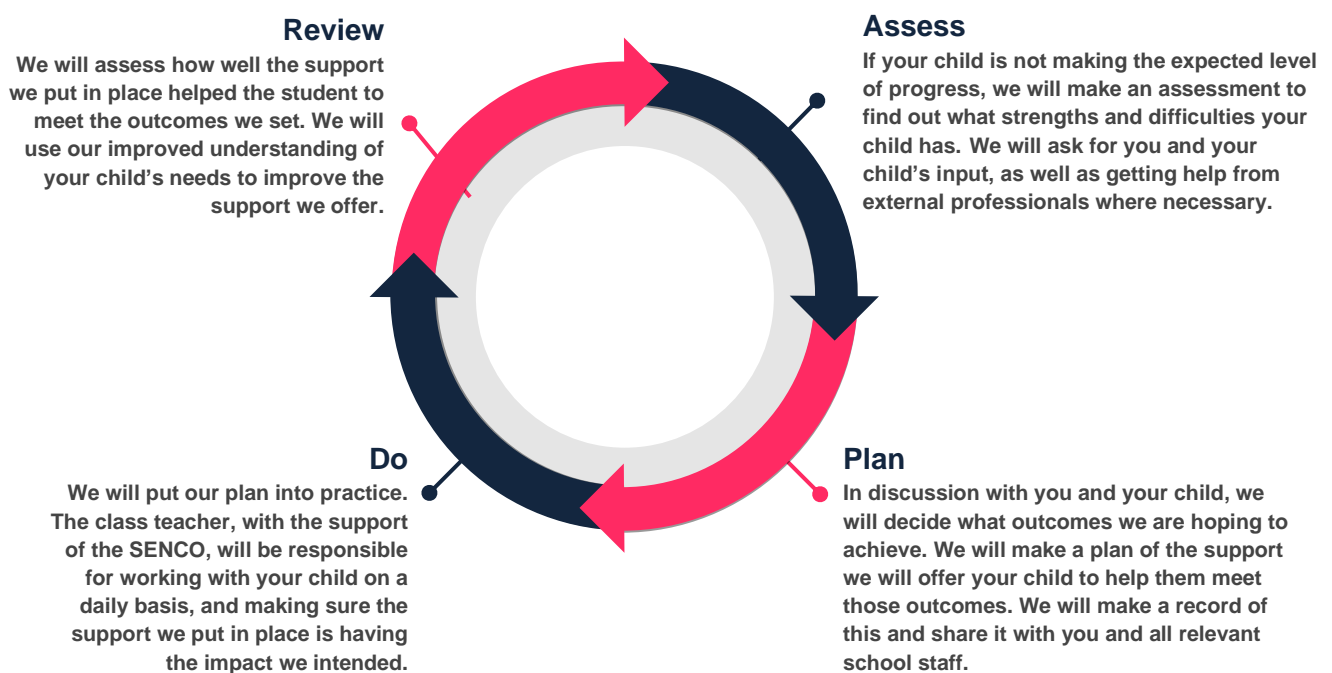 Review
We will assess how well the support
we put in place helped the student to
meet the outcomes we set. We will
use our improved understanding of
your child’s needs to improve the
support we offer.
Assess
If your child is not making the expected level
of progress, we will make an assessment to
find out what strengths and difficulties your
child has. We will ask for you and your
child’s input, as well as getting help from
external professionals where necessary.
Do
We will put our plan into practice.
The class teacher, with the support
of the SENCO, will be responsible
for working with your child on a
daily basis, and making sure the
support we put in place is having
the impact we intended.
Plan
In discussion with you and your child, we
will decide what outcomes we are hoping to
achieve. We will make a plan of the support
we will offer your child to help them meet
those outcomes. We will make a record of
this and share it with you and all relevant
school staff.